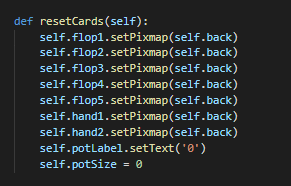 def resetCards(self):
    self.flop1.setPixmap(self.back)
    self.flop2.setPixmap(self.back)
    self.flop3.setPixmap(self.back)
    self.flop4.setPixmap(self.back)
    self.flop5.setPixmap(self.back)
    self.hand1.setPixmap(self.back)
    self.hand2.setPixmap(self.back)
    self.potLabel.setText('0')
    self.potSize = 0